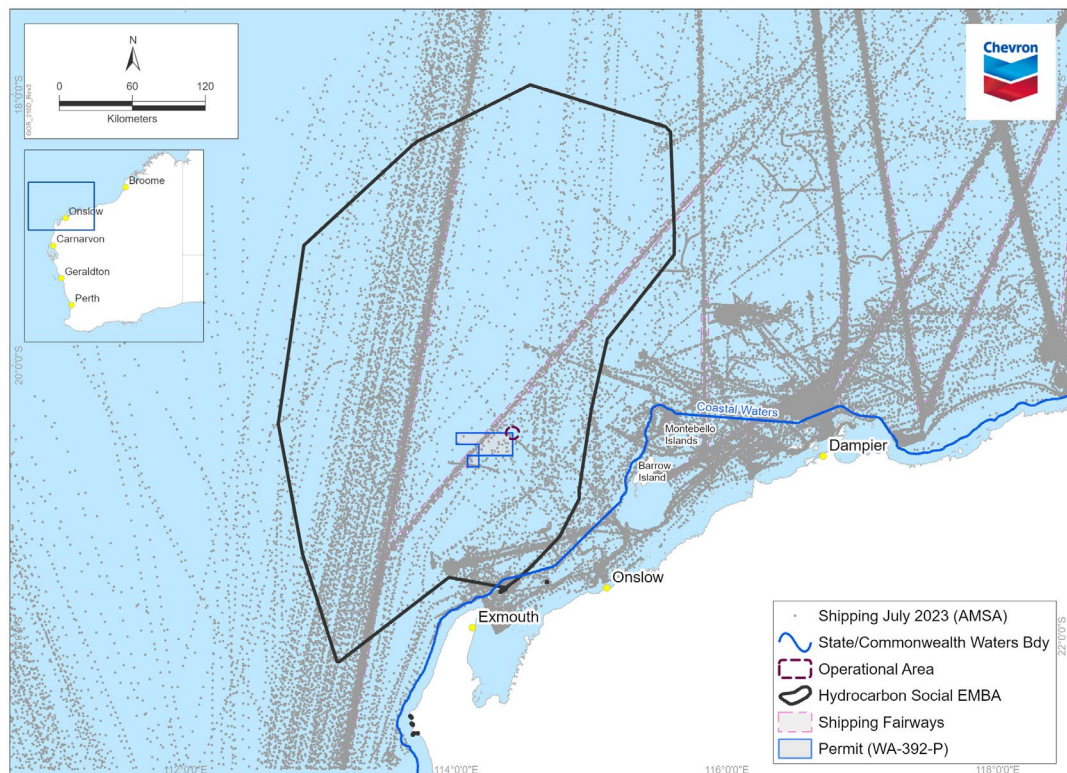 N
0 60 120
Kilometers
Chevron
18°0'0"S
Broome
Onslow
Carnarvon
Geraldton
Perth
20°0'0"S
Coastal Waters
Montebello
Islands
Dampier
Barrow
Island
Onslow
Exmouth
22°0'0"S
Shipping July 2023 (AMSA)
State/Commonwealth Waters Bdy
Operational Area
Hydrocarbon Social EMBA
Shipping Fairways
Permit (WA-392-P)
112°0'0"E
114°0'0"E
116°0'0"E
118°0'0"E